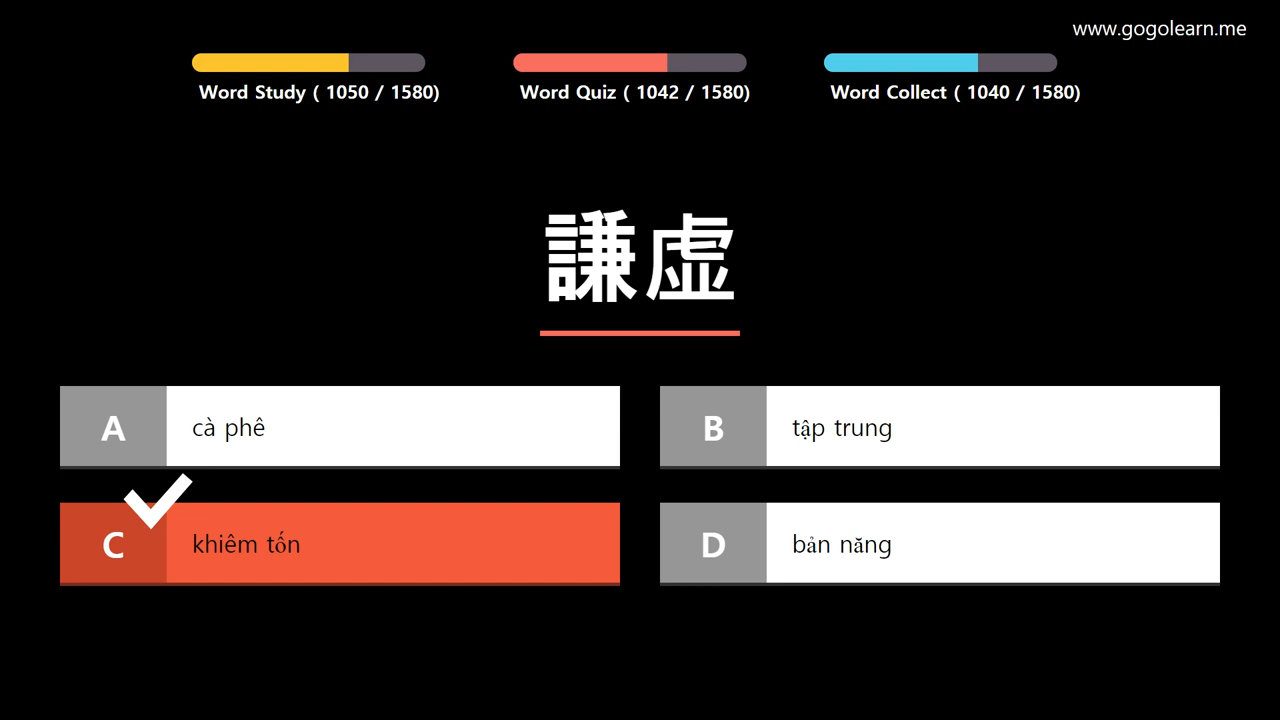 www.gogolearn.me
Word Study ( 1050 / 1580)
Word Quiz ( 1042 / 1580)
Word Collect ( 1040 / 1580)
謙虚
A
cà phê
B
tập trung
C
khiêm tốn
D
bản năng